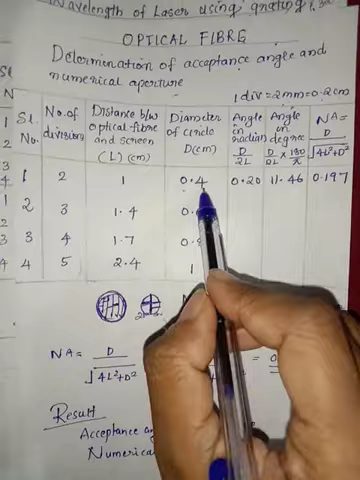 Wavelength of Laser using grating
OPTICAL FIBRE
Determination of acceptance angle and
numerical aperture
1 div = 2mm = 0.2cm
Sl. No. | No. of divisions | Distance b/w optical fibre and screen (L) (cm) | Diameter of circle D(cm) | Angle in radian D/2L | Angle in degree D/2L × 180/π | NA = D/√4L²+D²
1 | 2 | 1 | 0.4 | 0.20 | 11.46 | 0.197
2 | 3 | 1.4 | 0.
3 | 4 | 1.7 | 0.
4 | 5 | 2.4 | 1
NA = D/√4L²+D² =
Result
Acceptance
Numerical